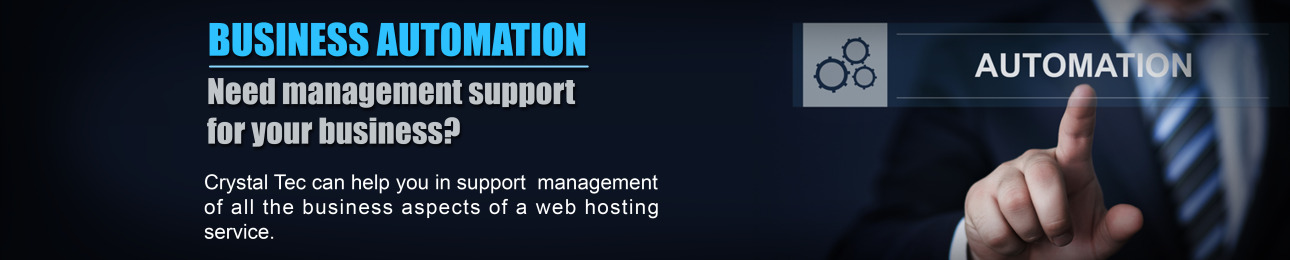 BUSINESS AUTOMATION
Need management support
for your business?
Crystal Tec can help you in support  management
of all the business aspects of a web hosting
service.
AUTOMATION